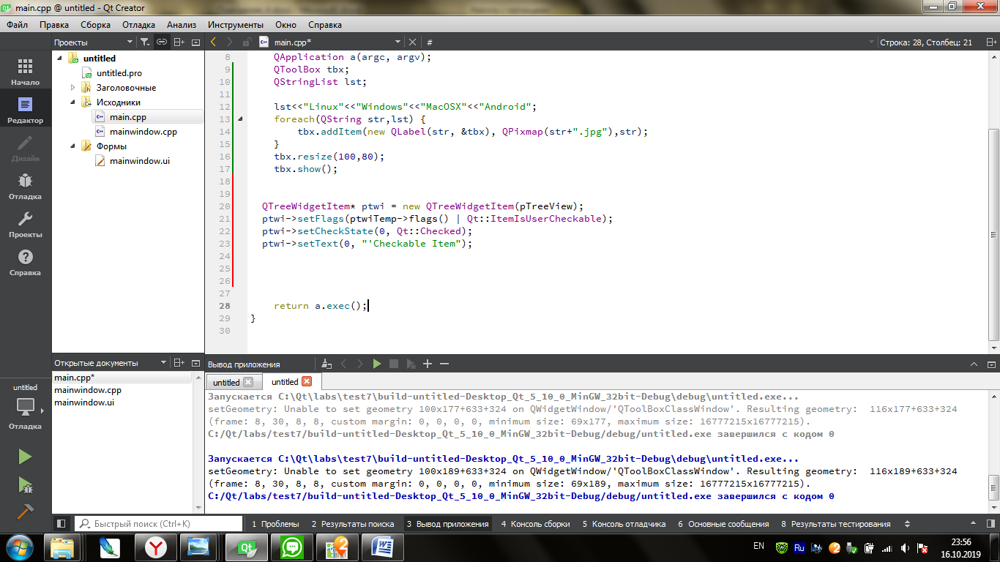 main.cpp @ untitled - Qt Creator
Файл Правка Сборка Отладка Анализ Инструменты Окно Справка
Проекты
main.cpp*
#
Строка: 28, Столбец: 21
Начало
Редактор
Дизайн
Отладка
Проекты
Справка
untitled
untitled.pro
Заголовочные
Исходники
main.cpp
mainwindow.cpp
Формы
mainwindow.ui
8 QApplication a(argc, argv);
9 QToolBox tbx;
10 QStringList lst;
11
12 lst<<"Linux"<<"Windows"<<"MacOSX"<<"Android";
13 foreach(QString str,lst) {
14 tbx.addItem(new QLabel(str, &tbx), QPixmap(str+".jpg"),str);
15 }
16 tbx.resize(100,80);
17 tbx.show();
18
19
20 QTreeWidgetItem* ptwi = new QTreeWidgetItem(pTreeView);
21 ptwi->setFlags(ptwiTemp->flags() | Qt::ItemIsUserCheckable);
22 ptwi->setCheckState(0, Qt::Checked);
23 ptwi->setText(0, "'Checkable Item");
24
25
26
27
28 return a.exec();
29 }
30
Открытые документы
main.cpp*
mainwindow.cpp
mainwindow.ui
untitled
Отладка
Вывод приложения
untitled untitled
Запускается C:\Qt\labs\test7\build-untitled-Desktop_Qt_5_10_0_MinGW_32bit-Debug\debug\untitled.exe...
setGeometry: Unable to set geometry 100x177+633+324 on QWidgetWindow/'QToolBoxClassWindow'. Resulting geometry: 116x177+633+324
(frame: 8, 30, 8, 8, custom margin: 0, 0, 0, 0, minimum size: 69x177, maximum size: 16777215x16777215).
C:/Qt/labs/test7/build-untitled-Desktop_Qt_5_10_0_MinGW_32bit-Debug/debug/untitled.exe завершился с кодом 0
Запускается C:\Qt\labs\test7\build-untitled-Desktop_Qt_5_10_0_MinGW_32bit-Debug\debug\untitled.exe...
setGeometry: Unable to set geometry 100x189+633+324 on QWidgetWindow/'QToolBoxClassWindow'. Resulting geometry: 116x189+633+324
(frame: 8, 30, 8, 8, custom margin: 0, 0, 0, 0, minimum size: 69x189, maximum size: 16777215x16777215).
C:/Qt/labs/test7/build-untitled-Desktop_Qt_5_10_0_MinGW_32bit-Debug/debug/untitled.exe завершился с кодом 0
Быстрый поиск (Ctrl+K)
1 Проблемы 2 Результаты поиска 3 Вывод приложения 4 Консоль сборки 5 Консоль отладчика 6 Основные сообщения 8 Результаты тестирования
EN
Ru
23:56
16.10.2019